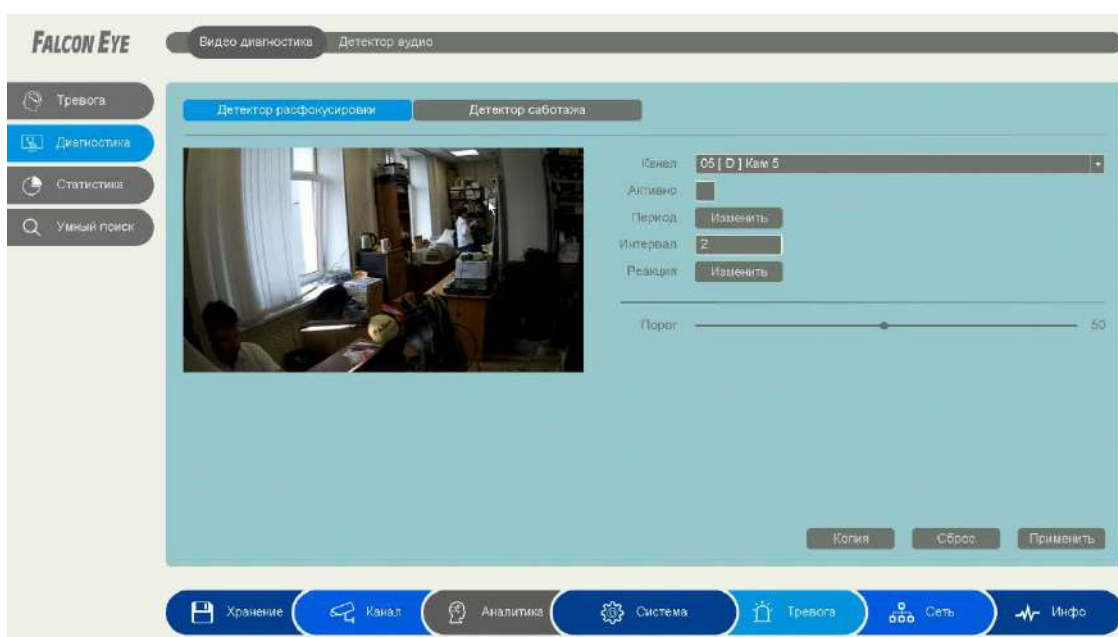 FALCON EYE
Видео диагностика Детектор аудио
Тревога
Диагностика
Статистика
Умный поиск
Детектор расфокусировки Детектор саботажа
Канал 05 [ D ] Кам 5
Активно
Период Изменить
Интервал 2
Реакция Изменить
Порог 50
Копия Сброс Применить
Хранение Канал Аналитика Система Тревога Сеть Инфо